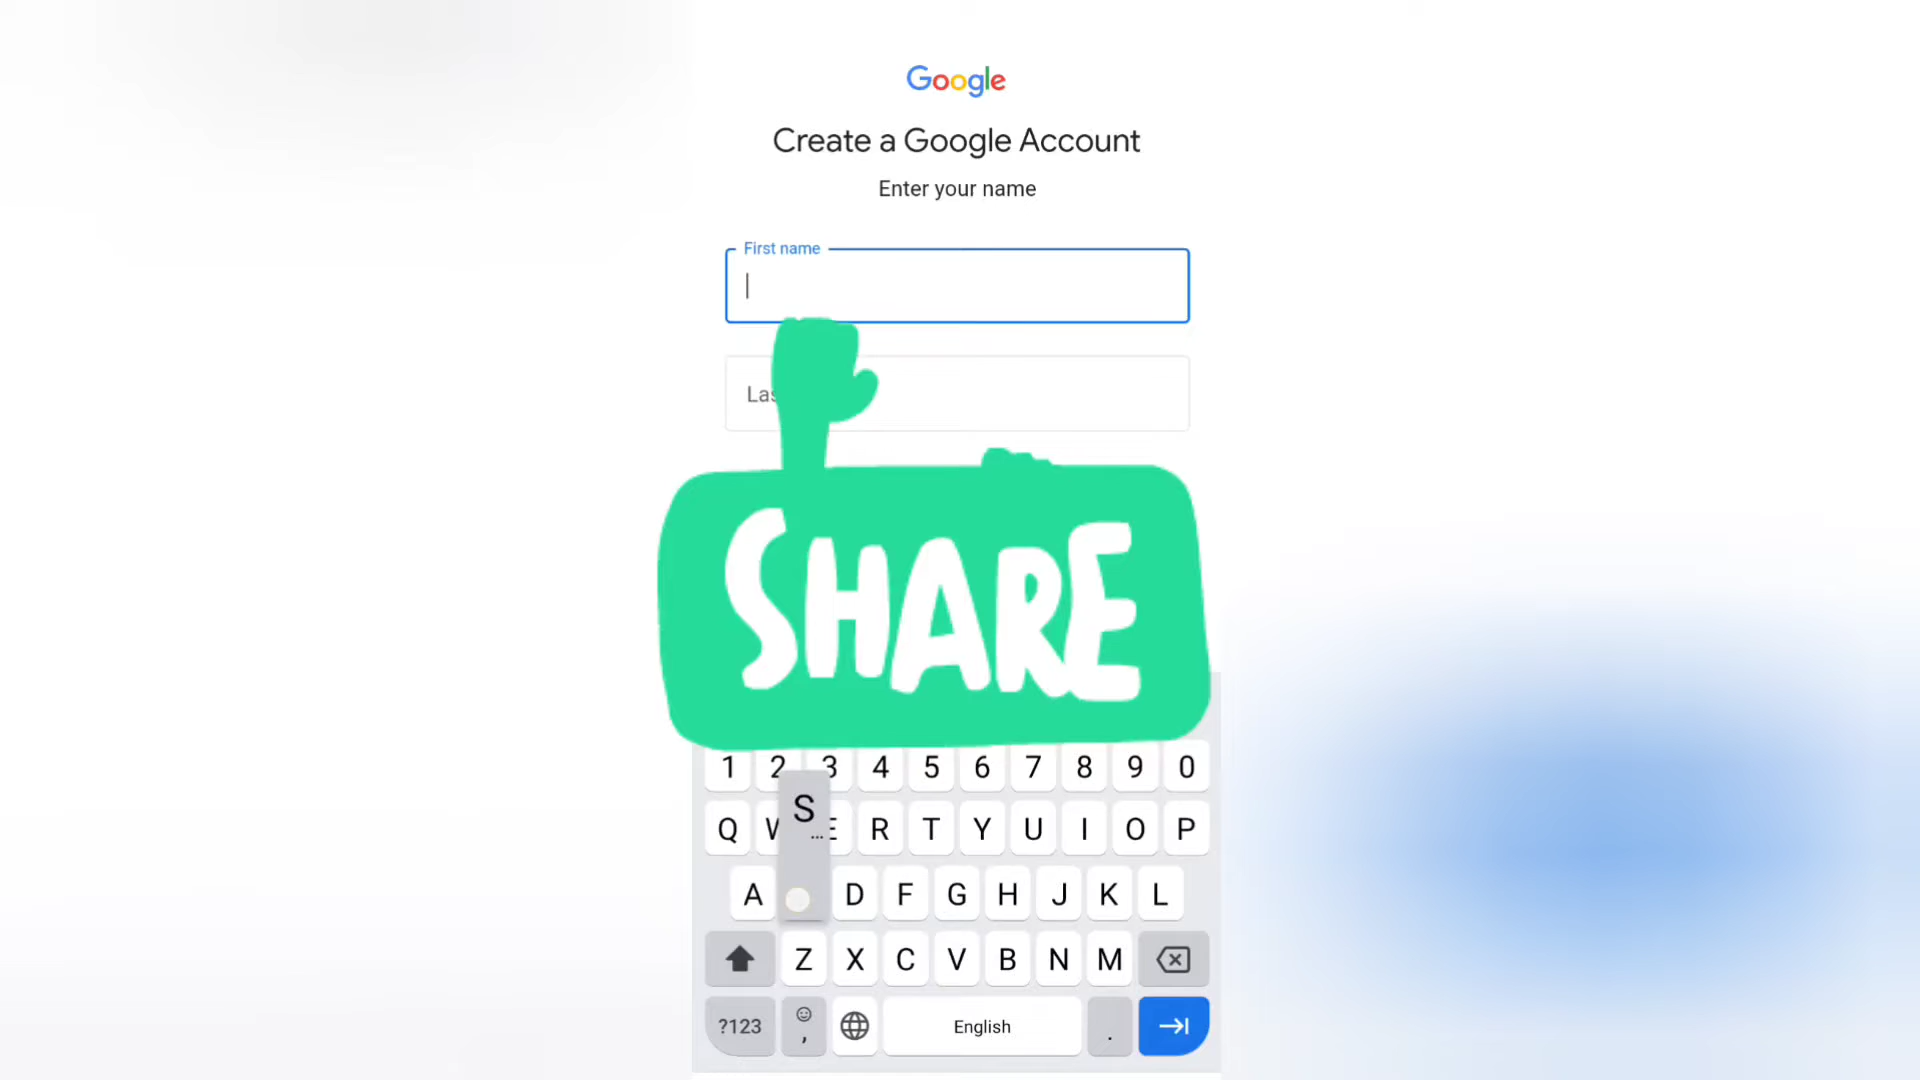 Google
Create a Google Account
Enter your name
First name
SHARE
1 2 3 4 5 6 7 8 9 0
S
Q W E R T Y U I O P
A D F G H J K L
Z X C V B N M
?123 , English .